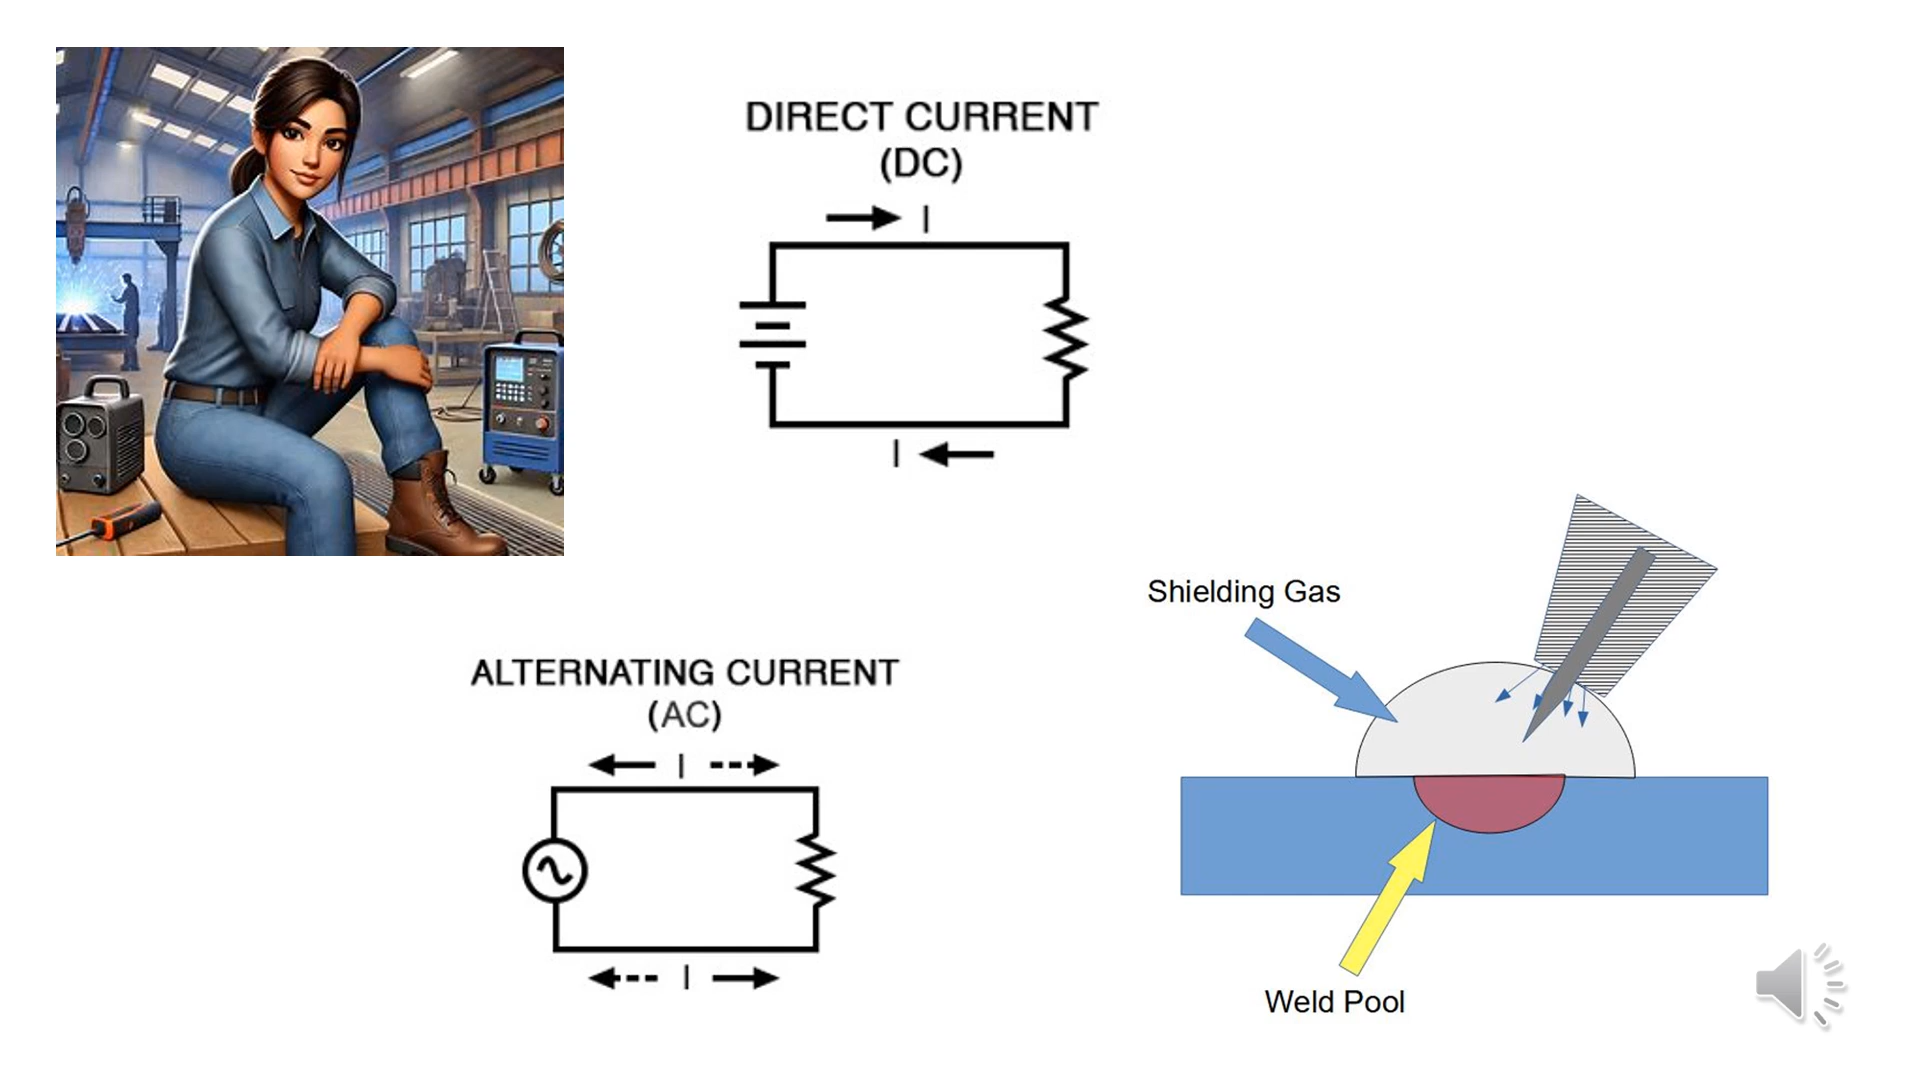 DIRECT CURRENT
(DC)
I
I
Shielding Gas
ALTERNATING CURRENT
(AC)
I
I
Weld Pool